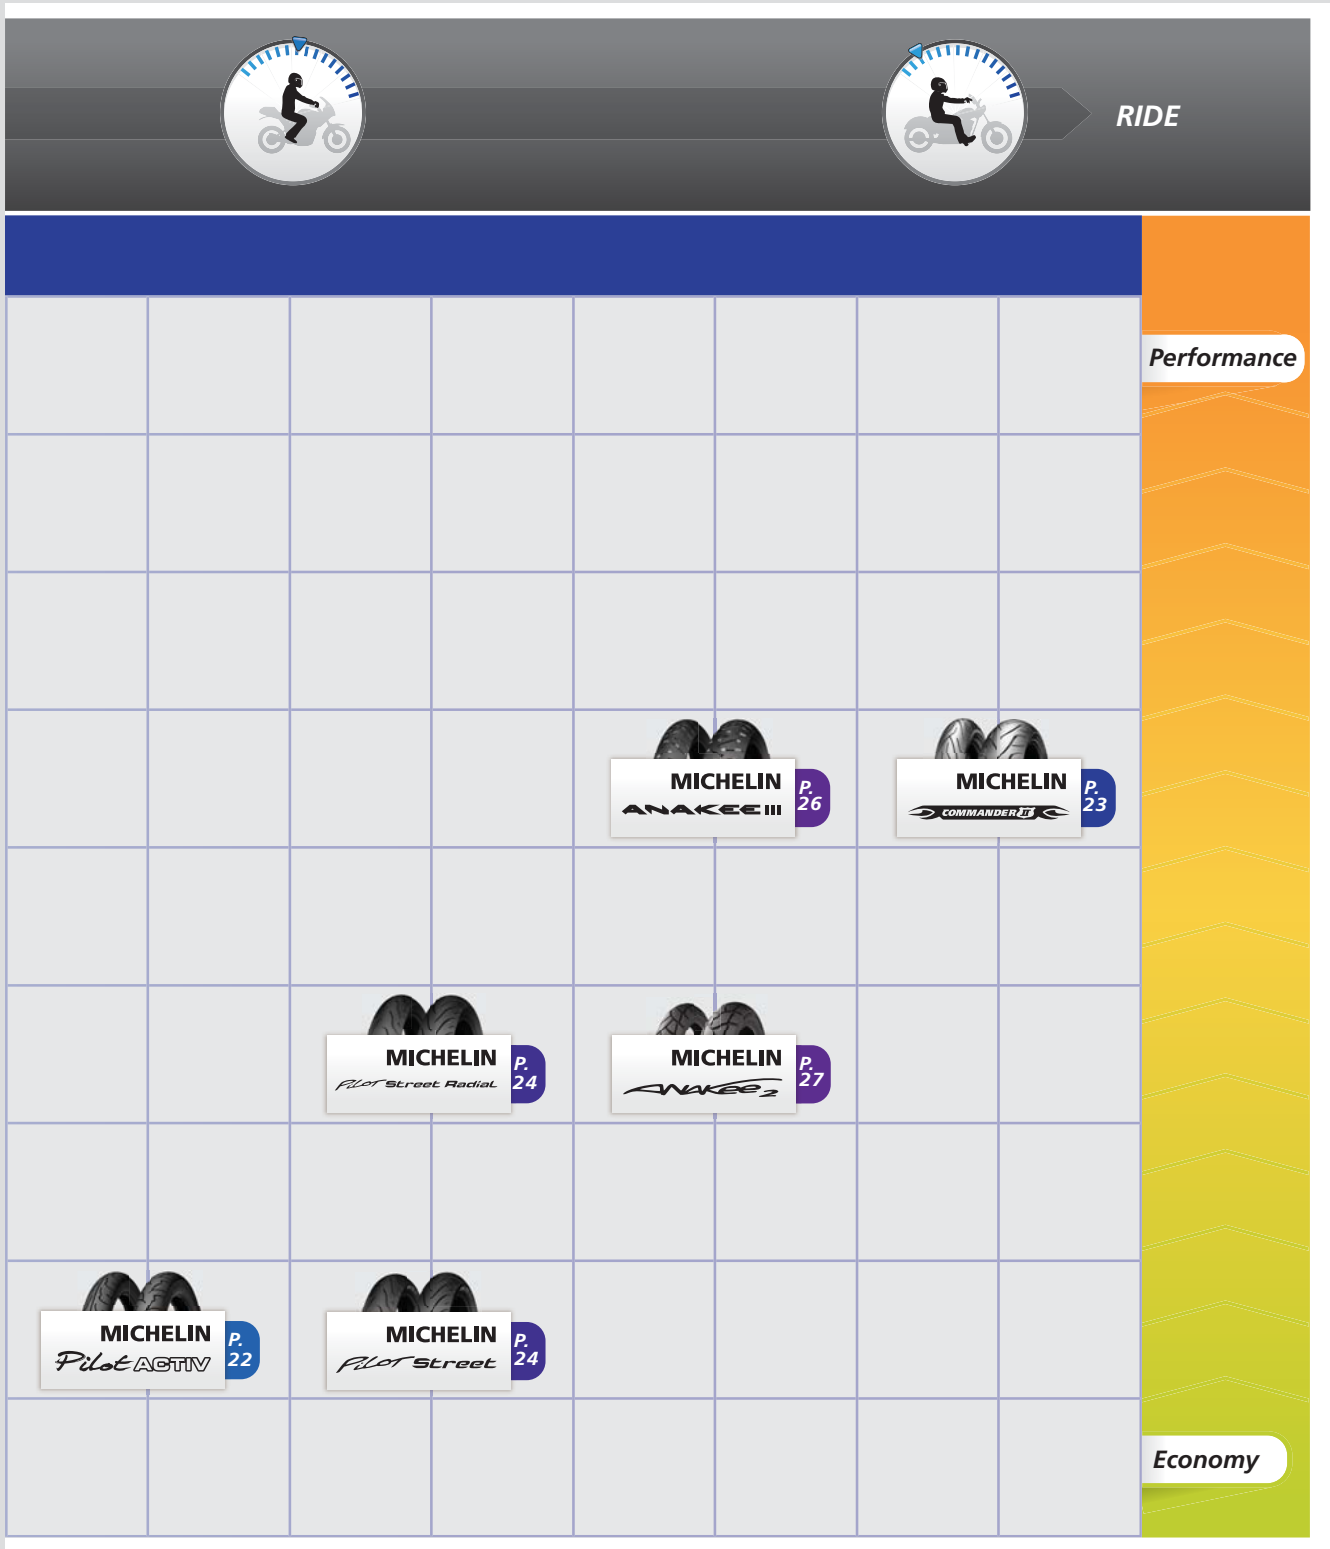 RIDE
Performance
MICHELIN
ANAKEE III
P.
26
MICHELIN
COMMANDER II
P.
23
MICHELIN
PILOT Street Radial
P.
24
MICHELIN
ANAKEE 2
P.
27
MICHELIN
Pilot ACTIV
P.
22
MICHELIN
PILOT Street
P.
24
Economy